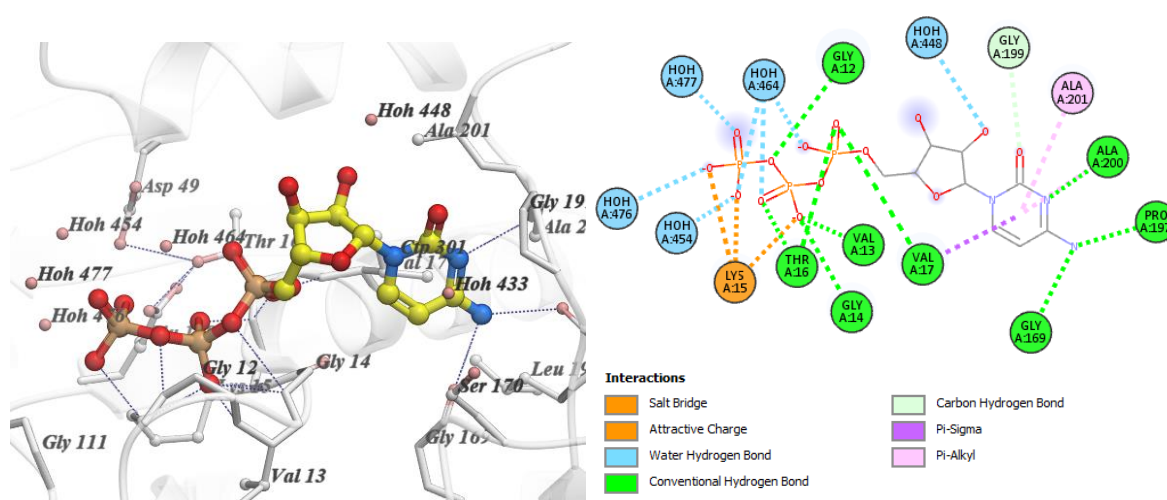 Hoh 448
Ala 201
Asp 49
Gly 19
Hoh 454
Hoh 464
Thr 1
Ala 2
Ctp 301
al 17
Hoh 477
Hoh 433
Hoh 4
Gly 12
Gly 14
Leu 19
Ser 170
Gly 111
Gly 169
Val 13
HOH
A:448
GLY
A:199
GLY
A:12
HOH
A:477
HOH
A:464
ALA
A:201
ALA
A:200
PRO
A:197
HOH
A:476
HOH
A:454
LYS
A:15
THR
A:16
VAL
A:13
VAL
A:17
GLY
A:14
GLY
A:169
O
O
O
O
O
O
O
O
O
O
O
O
O
O
P
P
P
N
N
N
Interactions
Salt Bridge
Attractive Charge
Water Hydrogen Bond
Conventional Hydrogen Bond
Carbon Hydrogen Bond
Pi-Sigma
Pi-Alkyl